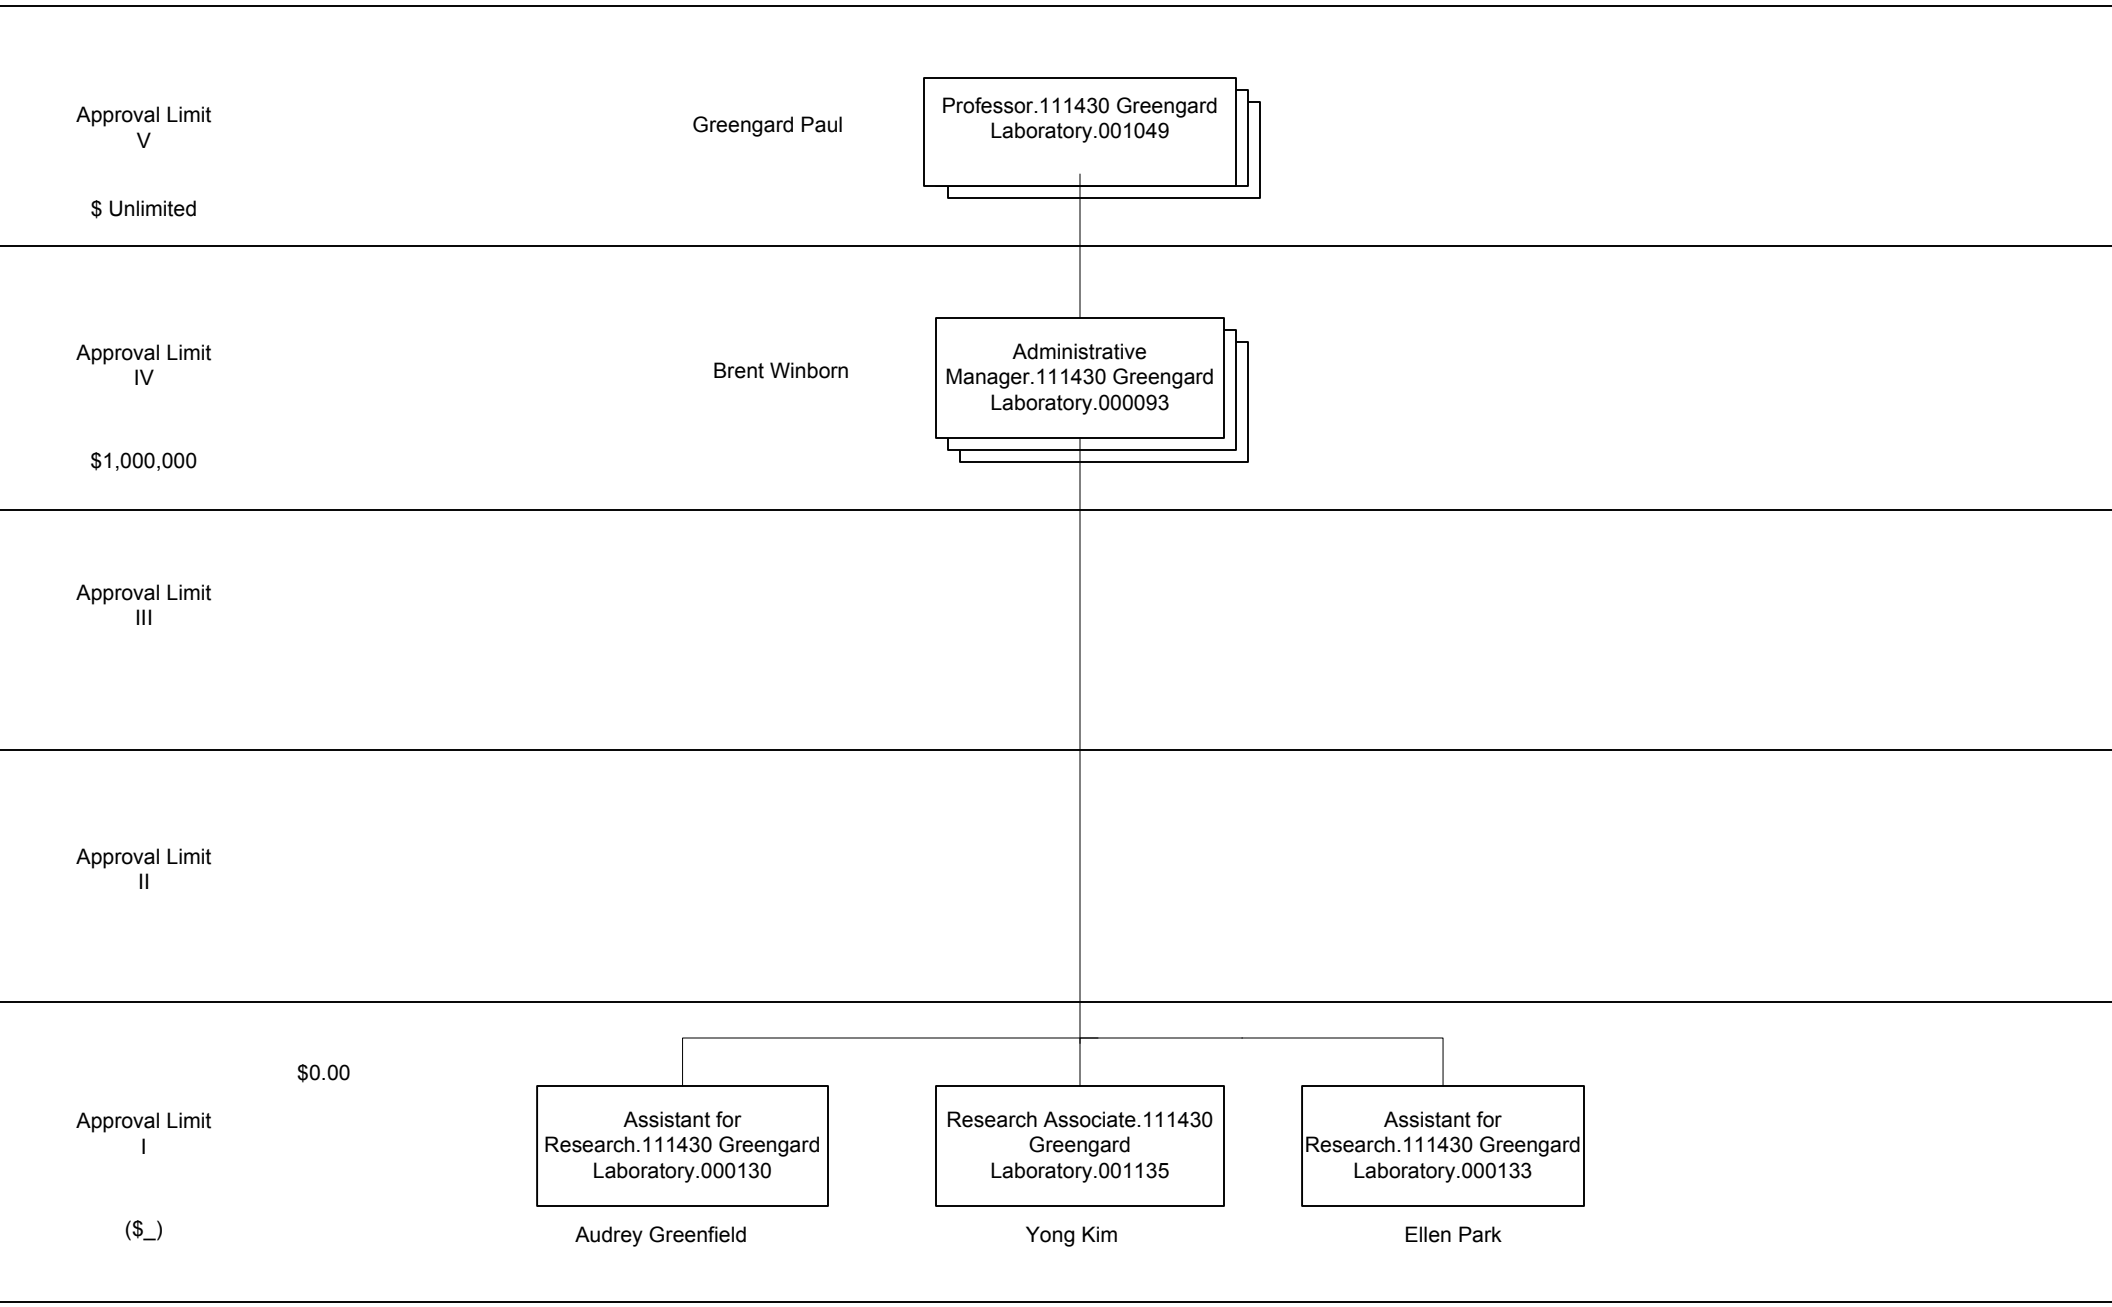 Approval Limit
V
$ Unlimited
Greengard Paul
Professor.111430 Greengard
Laboratory.001049
Approval Limit
IV
$1,000,000
Brent Winborn
Administrative
Manager.111430 Greengard
Laboratory.000093
Approval Limit
III
Approval Limit
II
$0.00
Approval Limit
I
($_)
Assistant for
Research.111430 Greengard
Laboratory.000130
Audrey Greenfield
Research Associate.111430
Greengard
Laboratory.001135
Yong Kim
Assistant for
Research.111430 Greengard
Laboratory.000133
Ellen Park